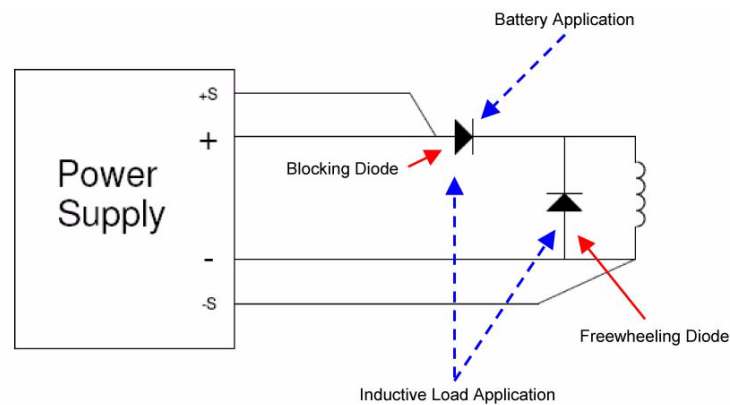 Battery Application
+S
+
Blocking Diode
Power
Supply
-
-S
Freewheeling Diode
Inductive Load Application